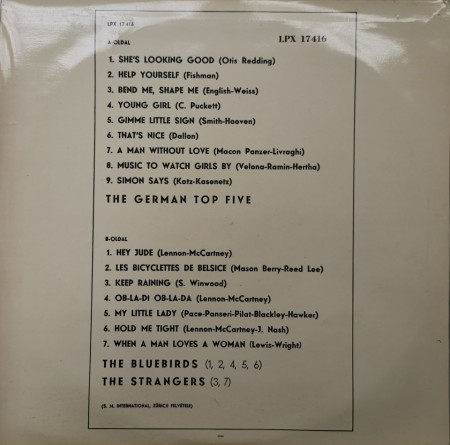 LPX 17416
A-OLDAL LPX 17416
1. SHE'S LOOKING GOOD (Otis Redding)
2. HELP YOURSELF (Fishman)
3. BEND ME, SHAPE ME (English-Weiss)
4. YOUNG GIRL (C. Puckett)
5. GIMME LITTLE SIGN (Smith-Hooven)
6. THAT'S NICE (Dallon)
7. A MAN WITHOUT LOVE (Macon Panzer-Livraghi)
8. MUSIC TO WATCH GIRLS BY (Velona-Ramin-Hertha)
9. SIMON SAYS (Katz-Kasenetz)
THE GERMAN TOP FIVE
B-OLDAL
1. HEY JUDE (Lennon-McCartney)
2. LES BICYCLETTES DE BELSICE (Mason Berry-Reed Lee)
3. KEEP RAINING (S. Winwood)
4. OB-LA-DI OB-LA-DA (Lennon-McCartney)
5. MY LITTLE LADY (Pace-Panseri-Pilat-Blackley-Hawker)
6. HOLD ME TIGHT (Lennon-McCartney-J. Nash)
7. WHEN A MAN LOVES A WOMAN (Lewis-Wright)
THE BLUEBIRDS (1, 2, 4, 5, 6)
THE STRANGERS (3, 7)
(E. M. INTERNATIONAL, ZÜRICH FELVÉTELE)